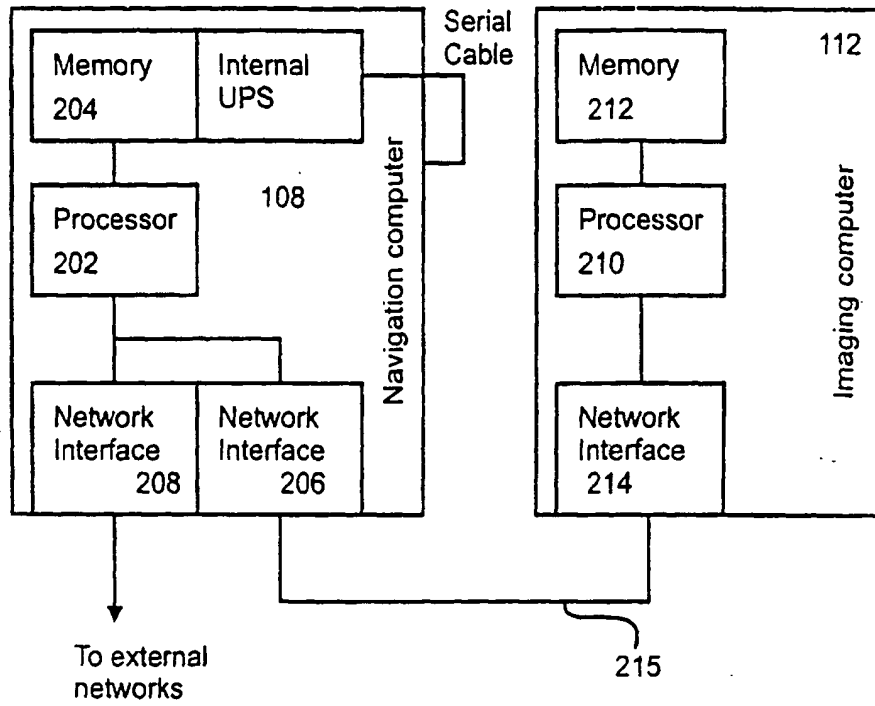 Serial
Cable
Memory
204
Internal
UPS
108
Processor
202
Navigation computer
Network
Interface
208
Network
Interface
206
To external
networks
112
Memory
212
Processor
210
Imaging computer
Network
Interface
214
215